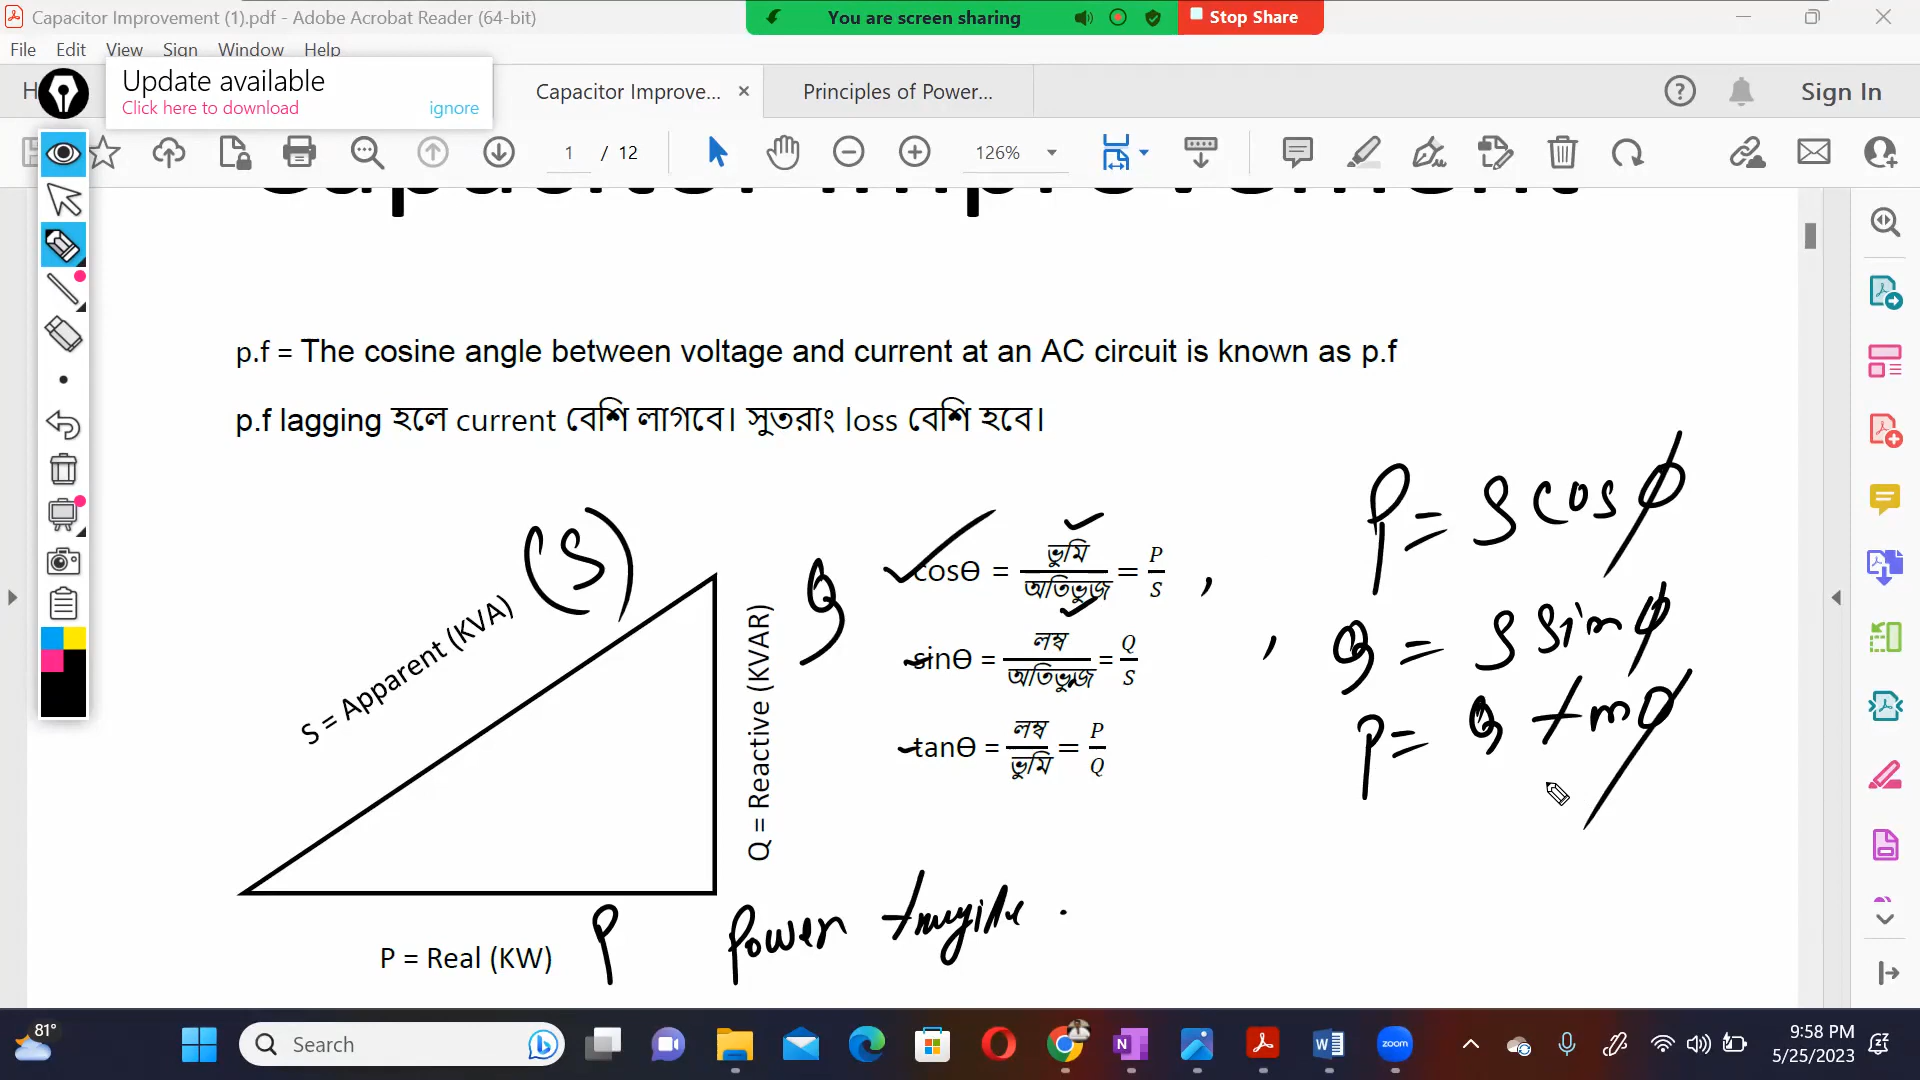 Capacitor Improvement (1).pdf - Adobe Acrobat Reader (64-bit)
You are screen sharing
Stop Share
File Edit View Sign Window Help
Update available
Click here to download ignore
Capacitor Improve... ×
Principles of Power...
Sign In
1 / 12
126%
Capacitor Improvement
p.f = The cosine angle between voltage and current at an AC circuit is known as p.f
p.f lagging হলে current বেশি লাগবে। সুতরাং loss বেশি হবে।
S = Apparent (KVA)
(S)
Q = Reactive (KVAR)
Q
cosϴ = ভুমি/অতিভুজ = P/S ,
sinϴ = লম্ব/অতিভুজ = Q/S ,
tanϴ = লম্ব/ভুমি = P/Q
P = S cos φ
Q = S sin φ
P = Q tan φ
P = Real (KW)
P
Power
81°
Search
zoom
9:58 PM
5/25/2023